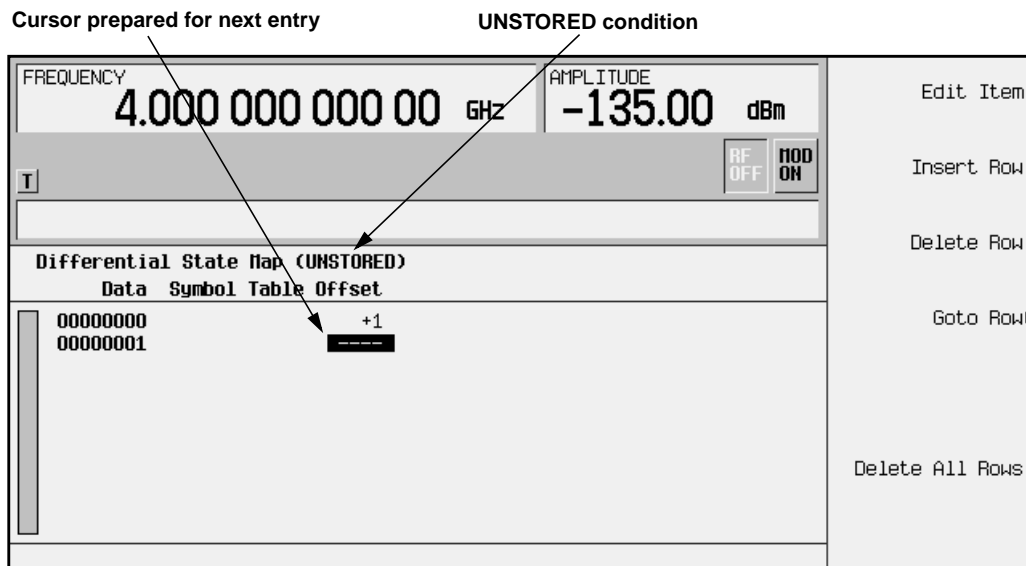 Cursor prepared for next entry
UNSTORED condition
FREQUENCY
4.000 000 000 00 GHz
AMPLITUDE
-135.00 dBm
RF OFF
MOD ON
T
Differential State Map (UNSTORED)
Data Symbol Table Offset
00000000 +1
00000001 ----
Edit Item
Insert Row
Delete Row
Goto Row
Delete All Rows